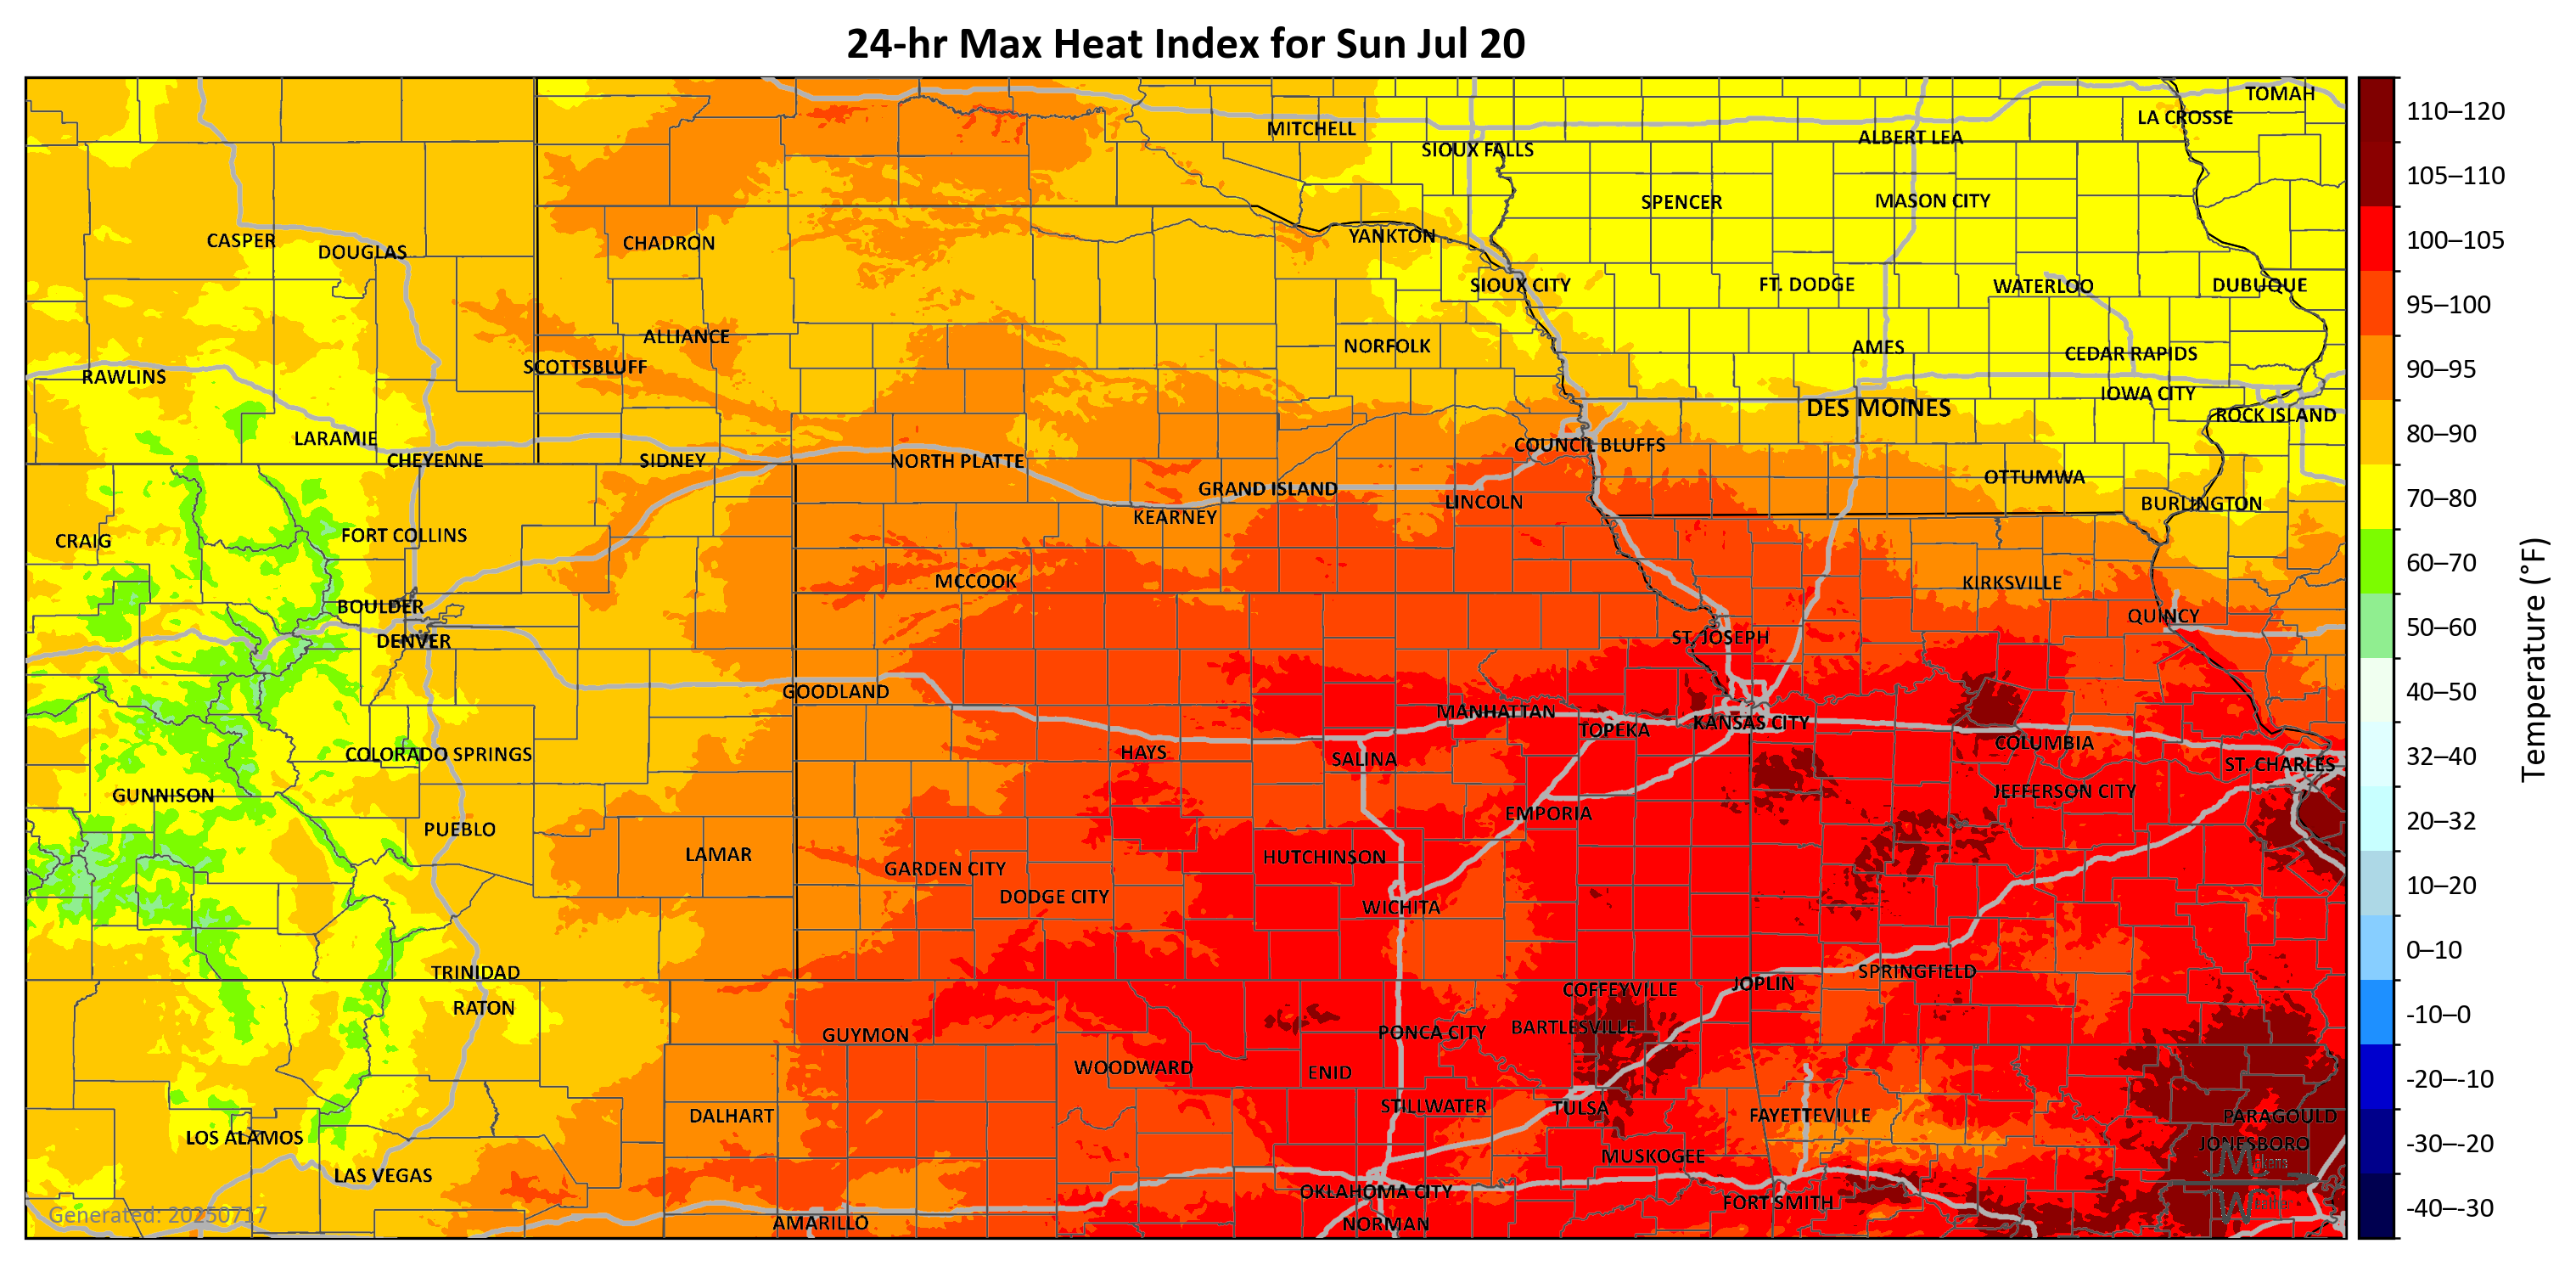 24-hr Max Heat Index for Sun Jul 20
TOMAH
LA CROSSE
MITCHELL
ALBERT LEA
SIOUX FALLS
SPENCER
MASON CITY
CASPER
DOUGLAS
CHADRON
YANKTON
SIOUX CITY
FT. DODGE
WATERLOO
DUBUQUE
ALLIANCE
NORFOLK
AMES
CEDAR RAPIDS
SCOTTSBLUFF
RAWLINS
IOWA CITY
DES MOINES
ROCK ISLAND
LARAMIE
COUNCIL BLUFFS
CHEYENNE
SIDNEY
NORTH PLATTE
OTTUMWA
GRAND ISLAND
LINCOLN
BURLINGTON
KEARNEY
CRAIG
FORT COLLINS
MCCOOK
KIRKSVILLE
BOULDER
QUINCY
DENVER
ST. JOSEPH
GOODLAND
MANHATTAN
KANSAS CITY
TOPEKA
COLUMBIA
COLORADO SPRINGS
HAYS
SALINA
ST. CHARLES
GUNNISON
JEFFERSON CITY
EMPORIA
PUEBLO
LAMAR
HUTCHINSON
GARDEN CITY
DODGE CITY
WICHITA
TRINIDAD
SPRINGFIELD
JOPLIN
COFFEYVILLE
RATON
GUYMON
PONCA CITY
BARTLESVILLE
WOODWARD
ENID
STILLWATER
TULSA
DALHART
FAYETTEVILLE
PARAGOULD
LOS ALAMOS
JONESBORO
MUSKOGEE
LAS VEGAS
OKLAHOMA CITY
FORT SMITH
AMARILLO
NORMAN
Generated: 20250717
110–120
105–110
100–105
95–100
90–95
80–90
70–80
60–70
50–60
40–50
32–40
20–32
10–20
0–10
-10–0
-20–-10
-30–-20
-40–-30
Temperature (°F)